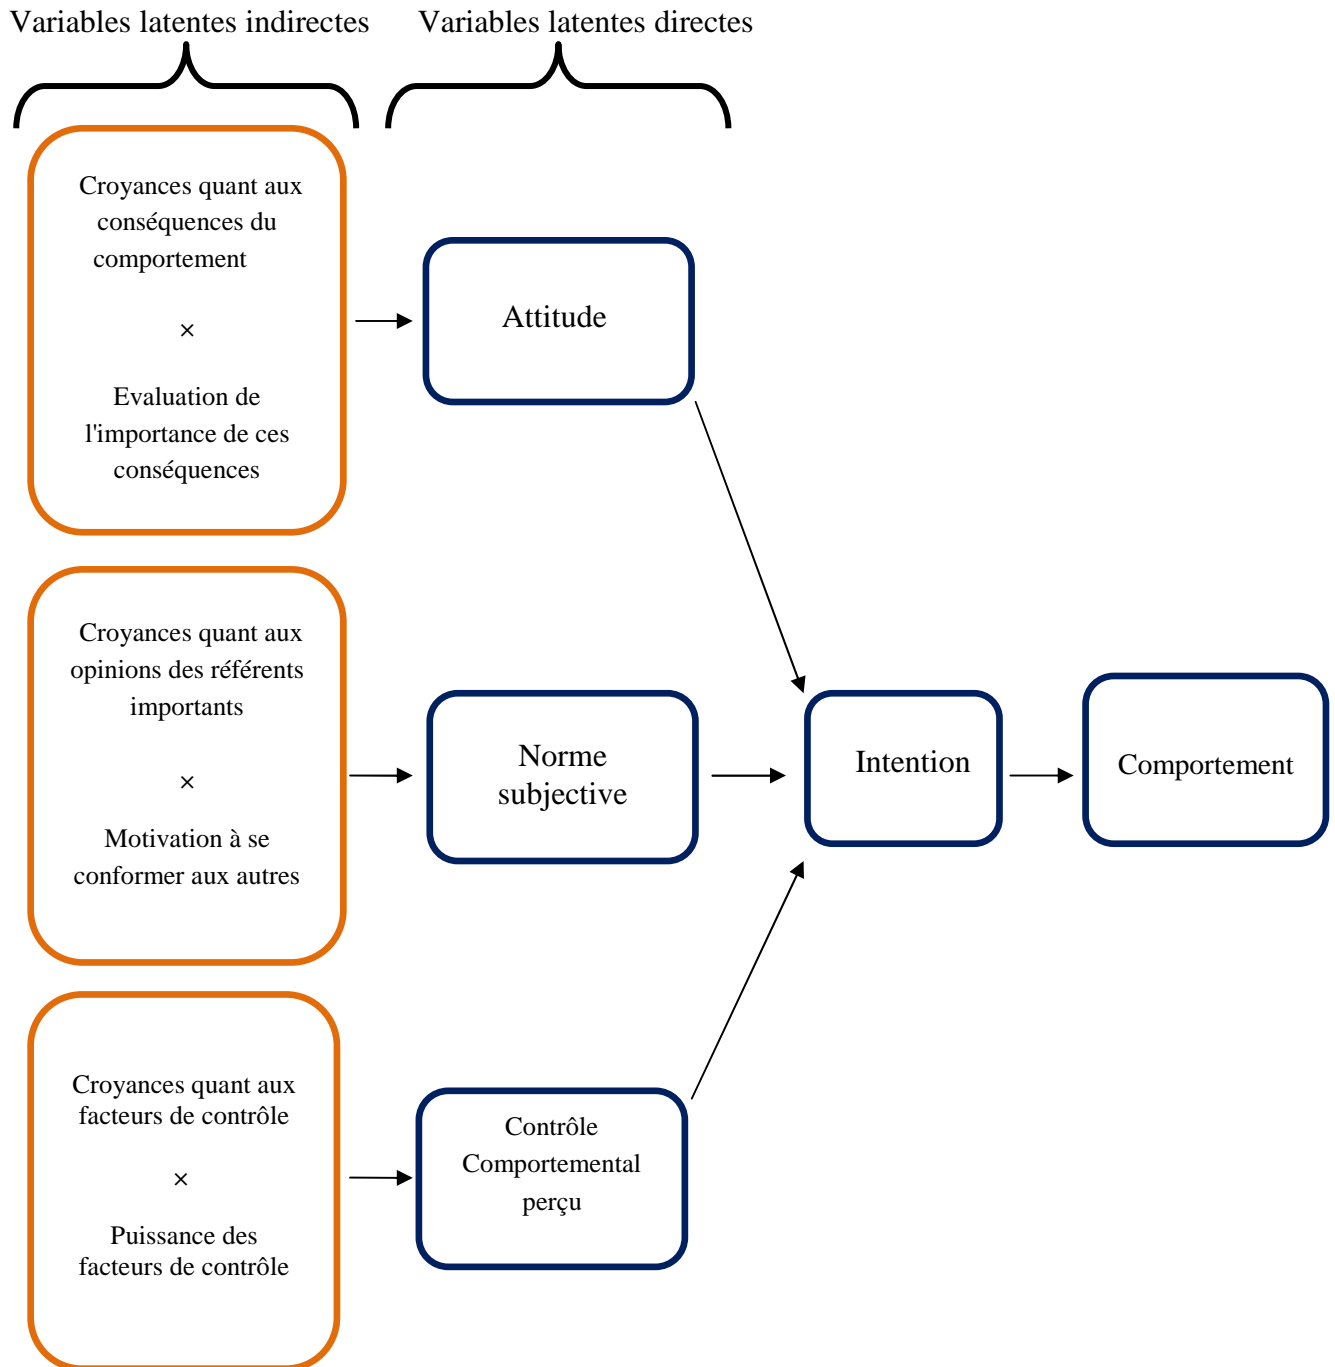 Variables latentes indirectes
Variables latentes directes
Croyances quant aux
conséquences du
comportement
×
Evaluation de
l'importance de ces
conséquences
Attitude
Croyances quant aux
opinions des référents
importants
×
Motivation à se
conformer aux autres
Norme
subjective
Intention
Comportement
Croyances quant aux
facteurs de contrôle
×
Puissance des
facteurs de contrôle
Contrôle
Comportemental
perçu